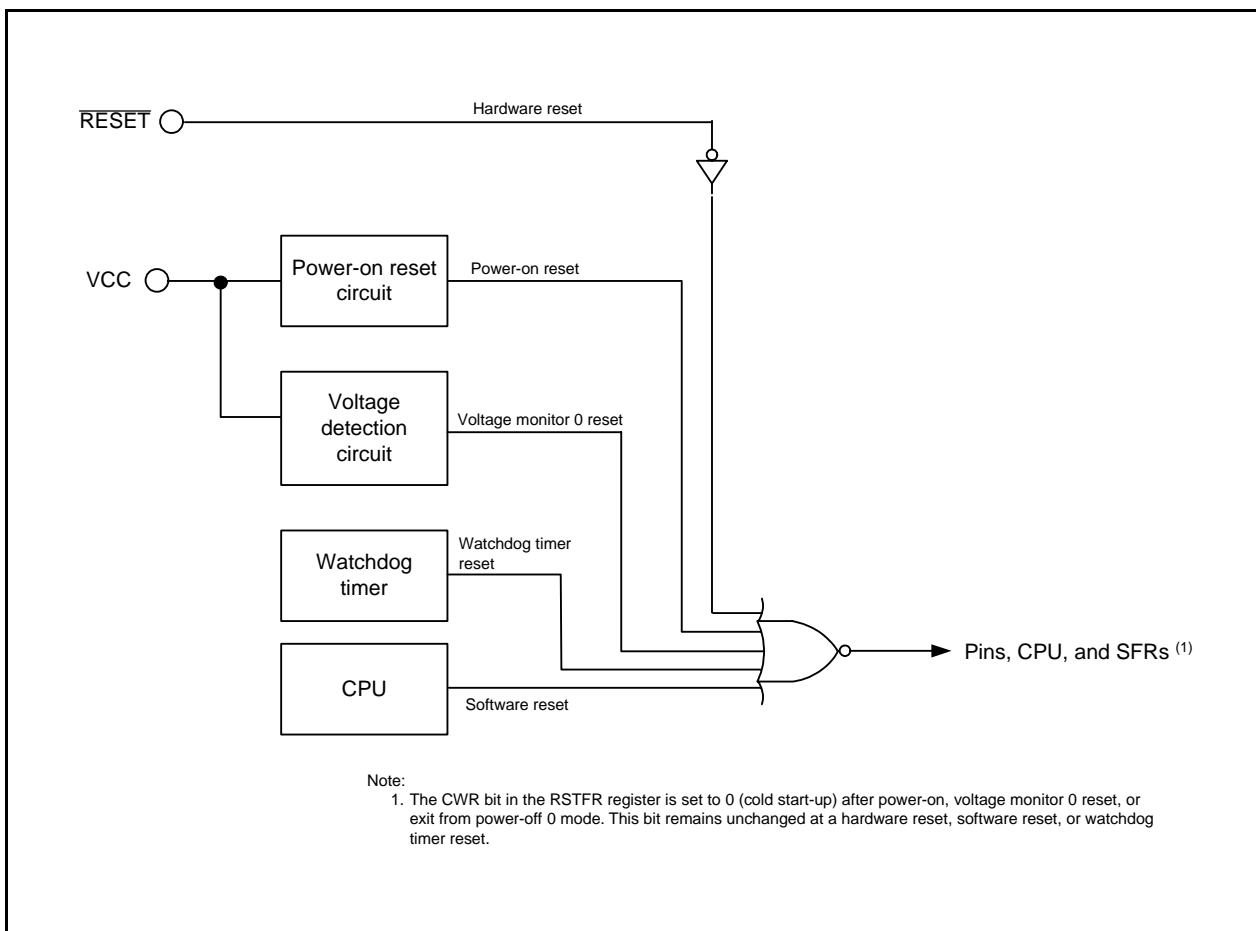 Hardware reset
RESET
Power-on reset
circuit
Power-on reset
VCC
Voltage
detection
circuit
Voltage monitor 0 reset
Watchdog timer
reset
Watchdog
timer
Pins, CPU, and SFRs (1)
CPU
Software reset
Note:
1. The CWR bit in the RSTFR register is set to 0 (cold start-up) after power-on, voltage monitor 0 reset, or
exit from power-off 0 mode. This bit remains unchanged at a hardware reset, software reset, or watchdog
timer reset.